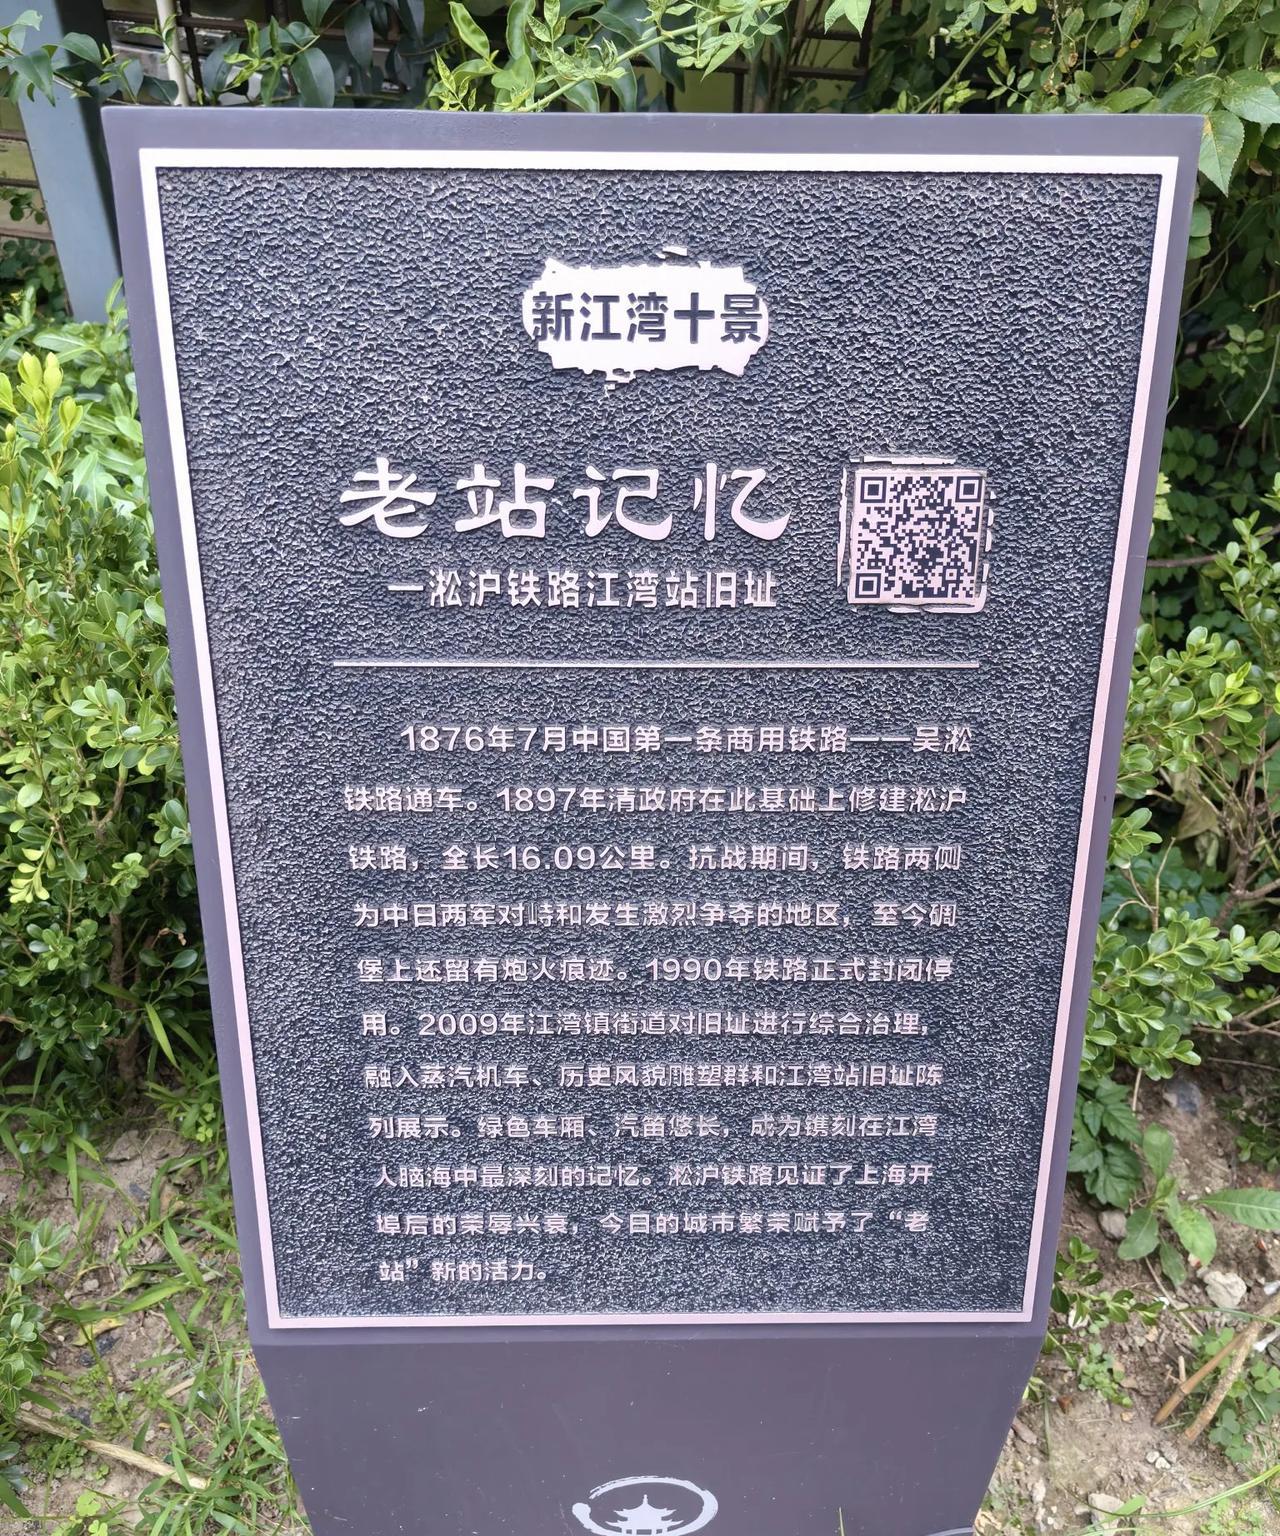 新江湾十景
老站记忆
—淞沪铁路江湾站旧址
1876年7月中国第一条商用铁路——吴淞
铁路通车。1897年清政府在此基础上修建淞沪
铁路，全长16.09公里。抗战期间，铁路两侧
为中日两军对峙和发生激烈争夺的地区，至今碉
堡上还留有炮火痕迹。1990年铁路正式封闭停
用。2009年江湾镇街道对旧址进行综合治理，
融入蒸汽机车、历史风貌雕塑群和江湾站旧址陈
列展示。绿色车厢、汽笛悠长，成为镌刻在江湾
人脑海中最深刻的记忆。淞沪铁路见证了上海开
埠后的荣辱兴衰，今日的城市繁荣赋予了“老
站”新的活力。